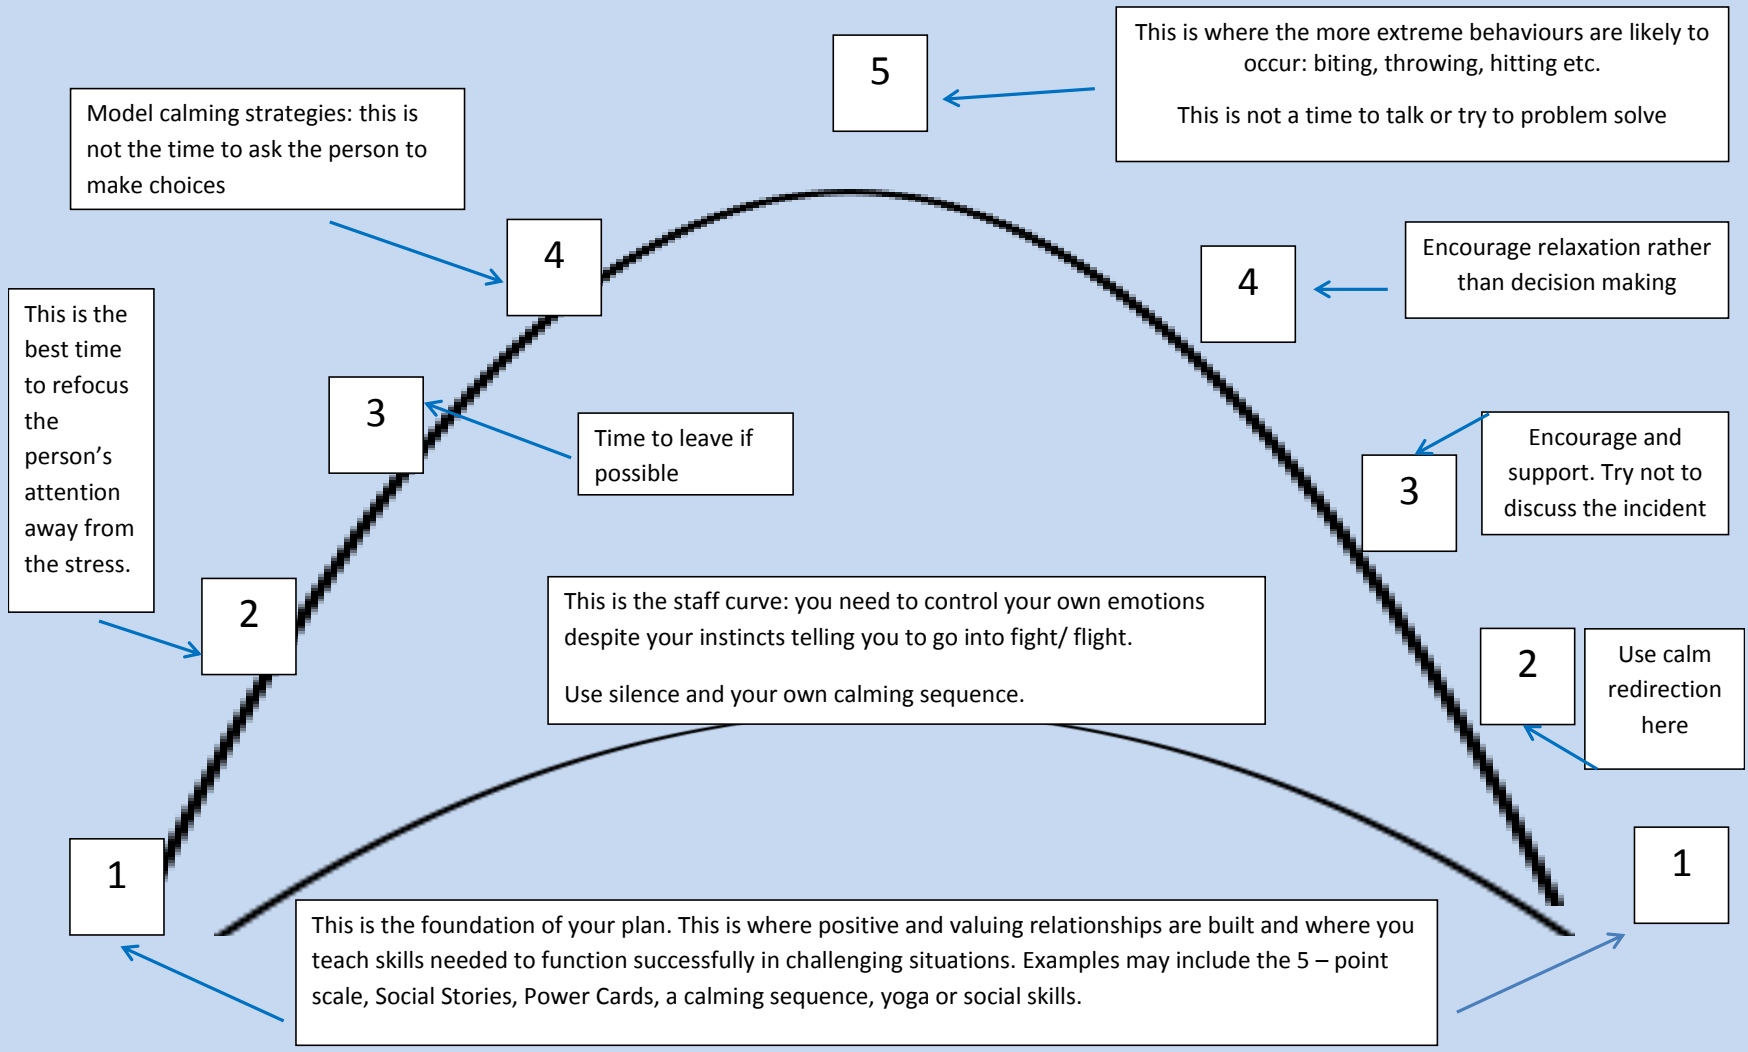 5
This is where the more extreme behaviours are likely to
occur: biting, throwing, hitting etc.
This is not a time to talk or try to problem solve
Model calming strategies: this is
not the time to ask the person to
make choices
4
4
Encourage relaxation rather
than decision making
This is the
best time
to refocus
the
person’s
attention
away from
the stress.
3
Time to leave if
possible
3
Encourage and
support. Try not to
discuss the incident
2
This is the staff curve: you need to control your own emotions
despite your instincts telling you to go into fight/ flight.
Use silence and your own calming sequence.
2
Use calm
redirection
here
1
1
This is the foundation of your plan. This is where positive and valuing relationships are built and where you
teach skills needed to function successfully in challenging situations. Examples may include the 5 – point
scale, Social Stories, Power Cards, a calming sequence, yoga or social skills.